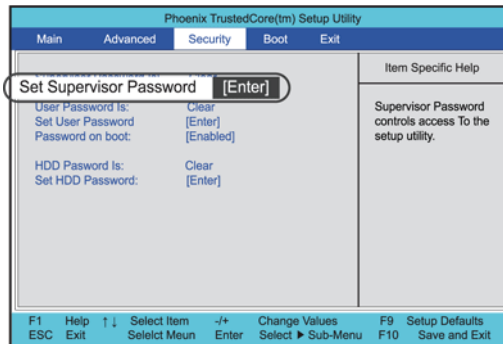 Phoenix TrustedCore(tm) Setup Utility
Main Advanced Security Boot Exit
Item Specific Help
Set Supervisor Password [Enter]
User Password Is: Clear
Set User Password [Enter]
Password on boot: [Enabled]
HDD Pasword Is: Clear
Set HDD Password: [Enter]
Supervisor Password
controls access To the
setup utility.
F1 Help ↑↓ Select Item -/+ Change Values F9 Setup Defaults
ESC Exit Selelct Meun Enter Select ▶ Sub-Menu F10 Save and Exit